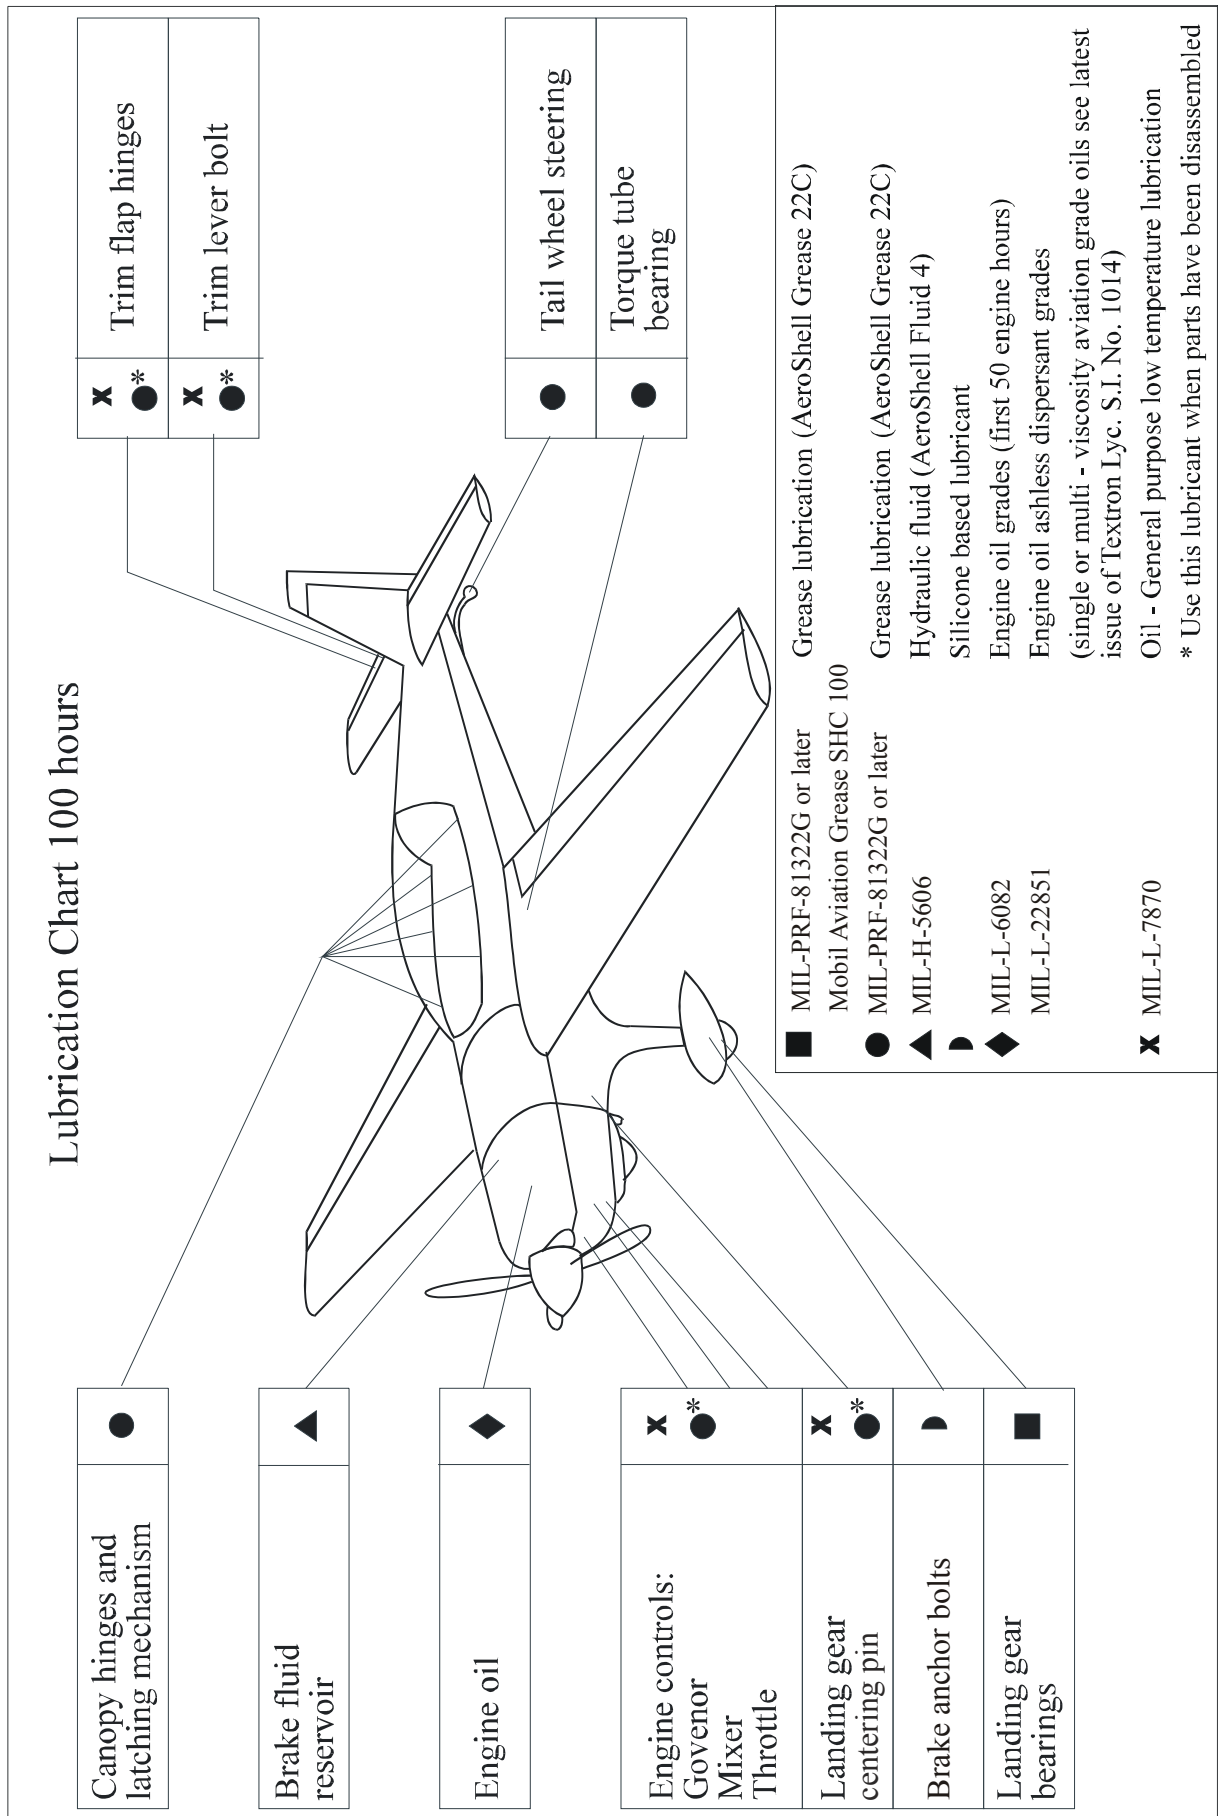 Lubrication Chart 100 hours
Canopy hinges and
latching mechanism
Brake fluid
reservoir
Engine oil
Engine controls:
Govenor
Mixer
Throttle
*
Landing gear
centering pin
*
Brake anchor bolts
Landing gear
bearings
Trim flap hinges
*
Trim lever bolt
*
Tail wheel steering
Torque tube
bearing
MIL-PRF-81322G or later Grease lubrication (AeroShell Grease 22C)
Mobil Aviation Grease SHC 100
MIL-PRF-81322G or later Grease lubrication (AeroShell Grease 22C)
MIL-H-5606 Hydraulic fluid (AeroShell Fluid 4)
Silicone based lubricant
MIL-L-6082 Engine oil grades (first 50 engine hours)
MIL-L-22851 Engine oil ashless dispersant grades
(single or multi - viscosity aviation grade oils see latest
issue of Textron Lyc. S.I. No. 1014)
MIL-L-7870 Oil - General purpose low temperature lubrication
* Use this lubricant when parts have been disassembled